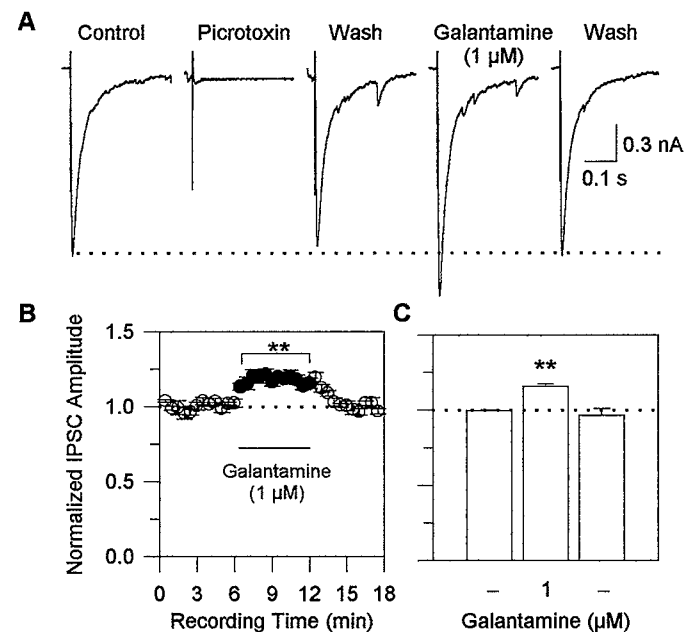 A
Control Picrotoxin Wash Galantamine Wash
(1 µM)
0.3 nA
0.1 s
B
Normalized IPSC Amplitude
1.5
1.0
0.5
0.0
**
Galantamine
(1 µM)
0 3 6 9 12 15 18
Recording Time (min)
C
**
– 1 –
Galantamine (µM)